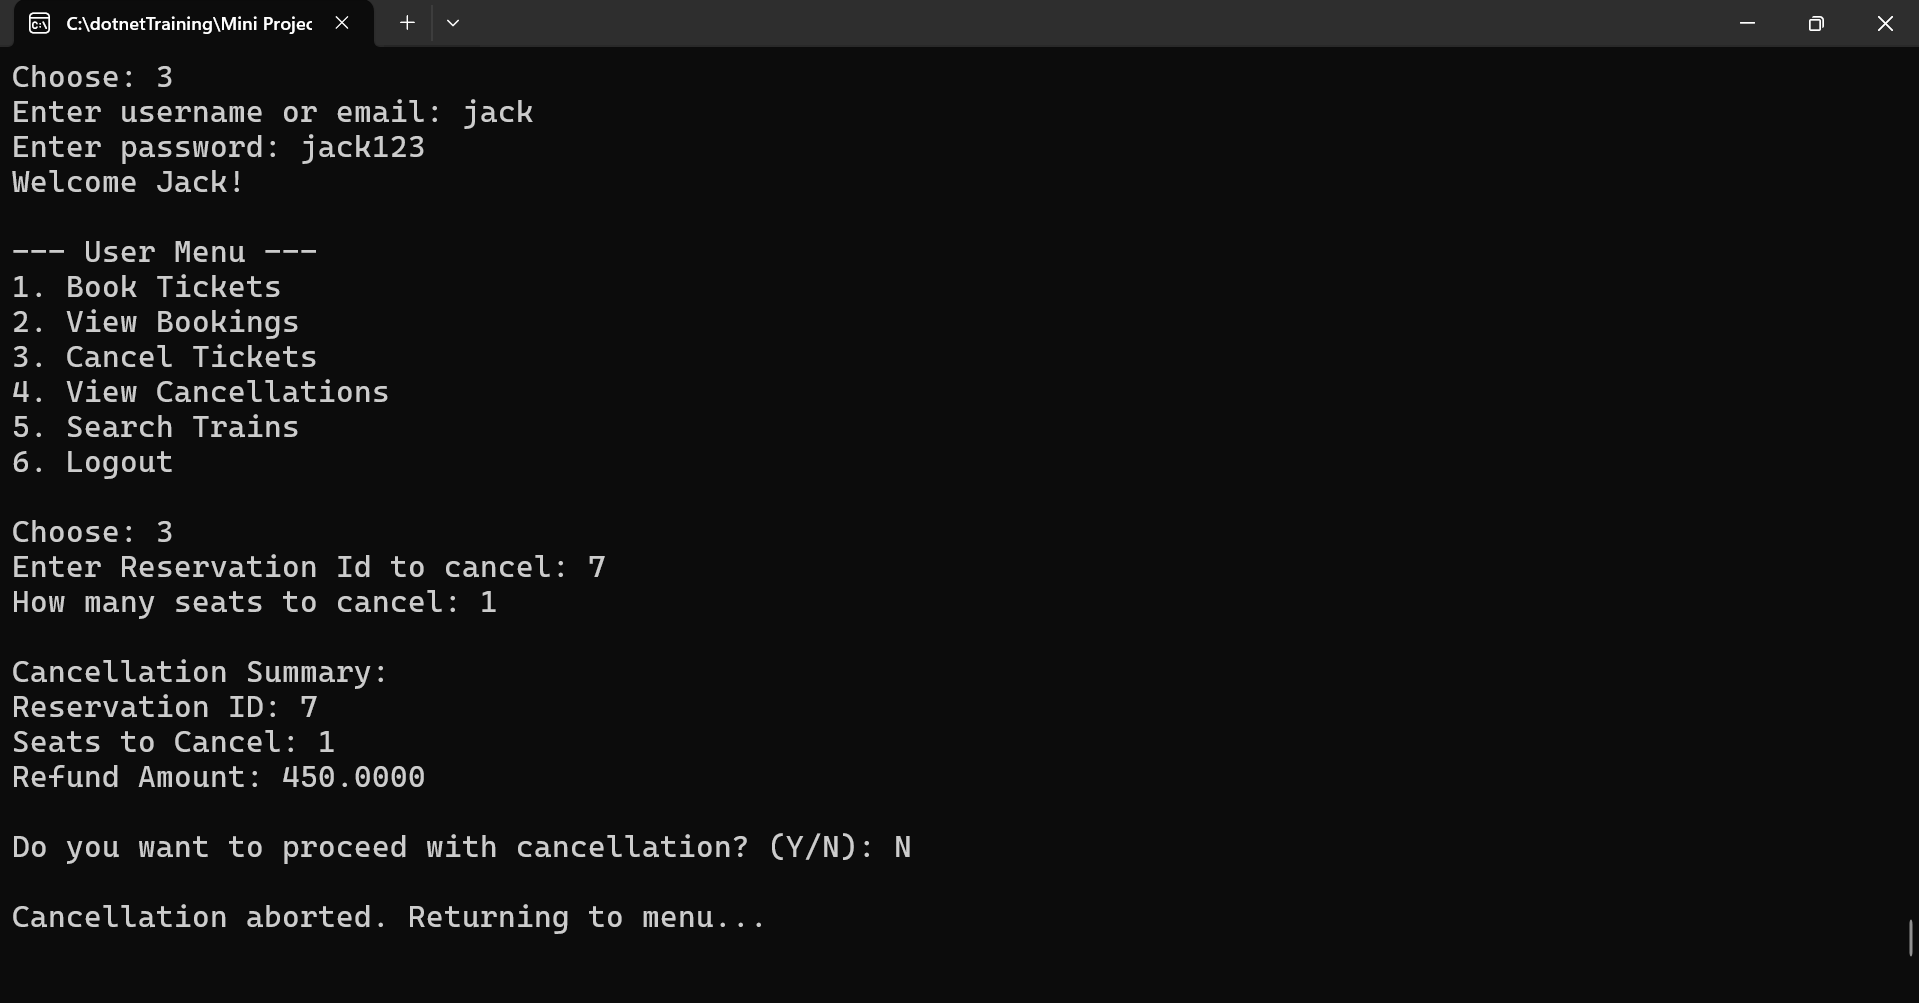 C:\dotnetTraining\Mini Projec
Choose: 3
Enter username or email: jack
Enter password: jack123
Welcome Jack!
--- User Menu ---
1. Book Tickets
2. View Bookings
3. Cancel Tickets
4. View Cancellations
5. Search Trains
6. Logout
Choose: 3
Enter Reservation Id to cancel: 7
How many seats to cancel: 1
Cancellation Summary:
Reservation ID: 7
Seats to Cancel: 1
Refund Amount: 450.0000
Do you want to proceed with cancellation? (Y/N): N
Cancellation aborted. Returning to menu...